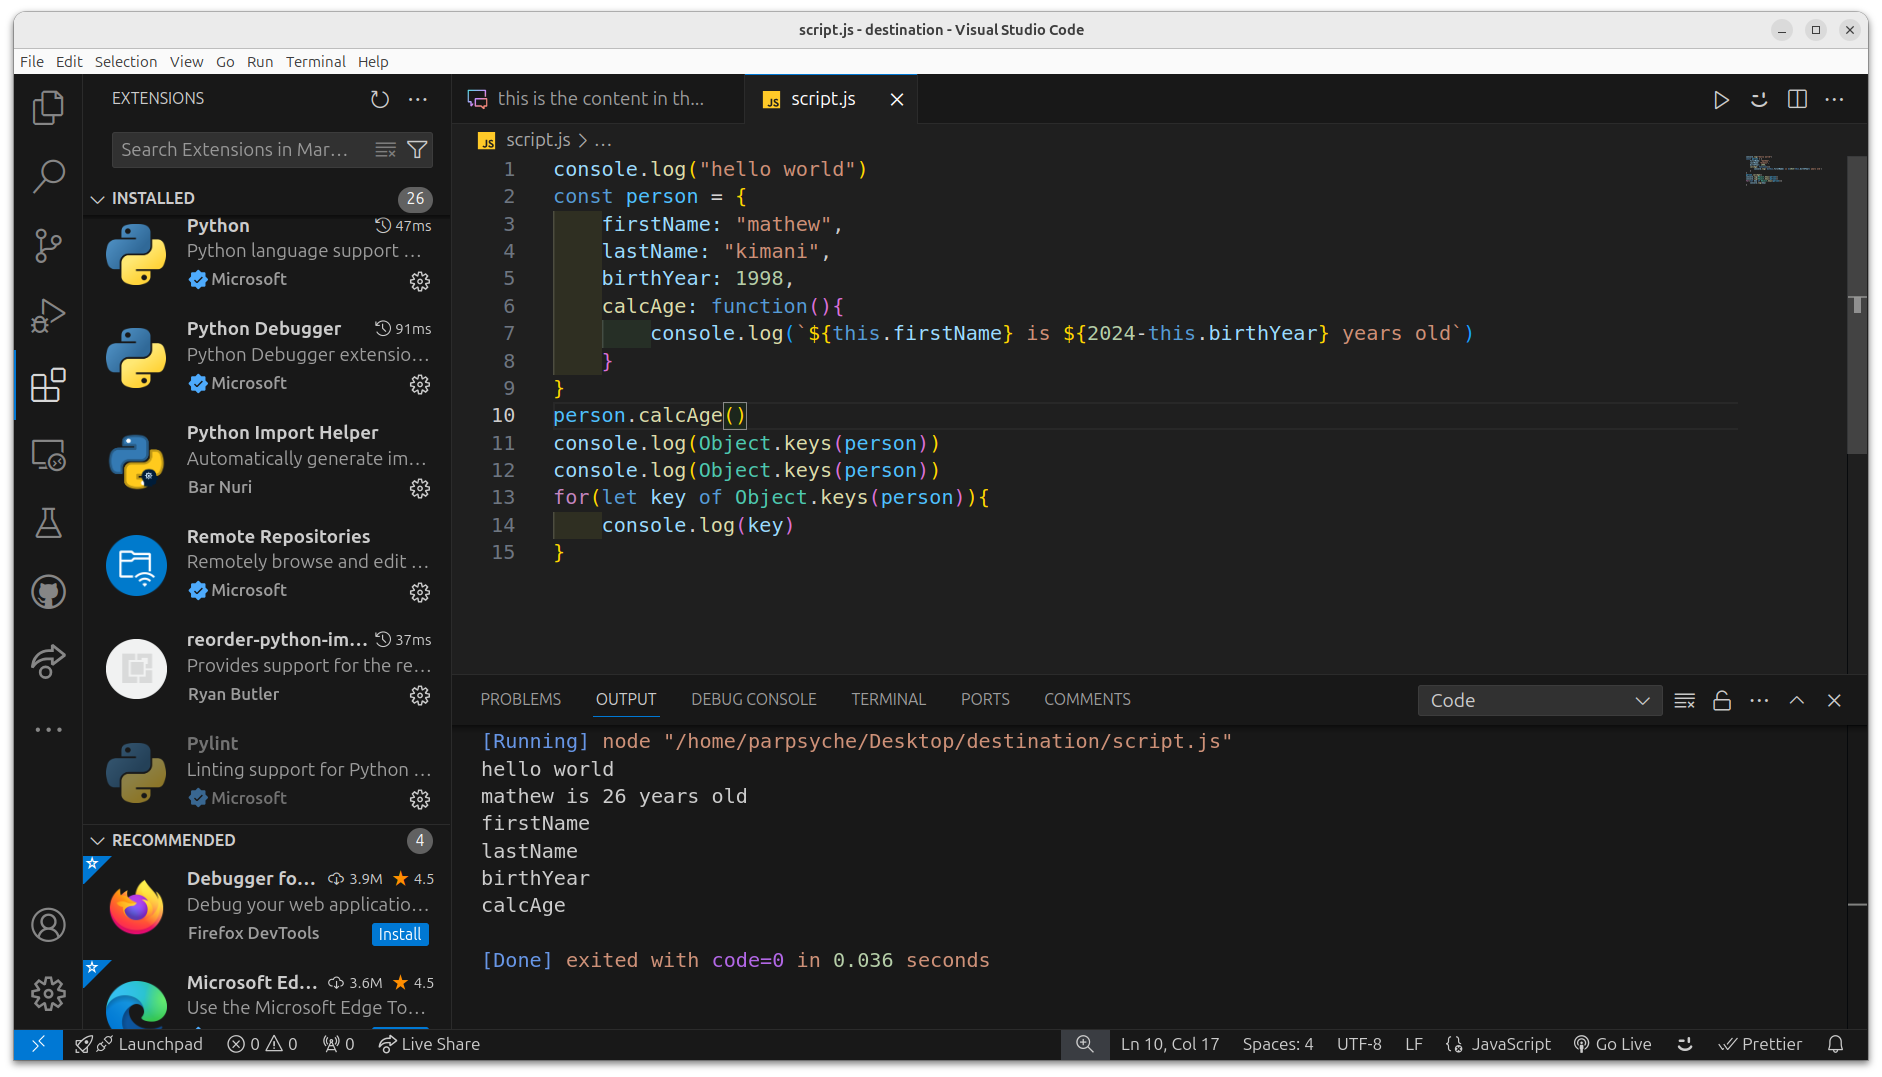 script.js - destination - Visual Studio Code
File Edit Selection View Go Run Terminal Help
EXTENSIONS
Search Extensions in Mar...
INSTALLED 26
Python 47ms
Python language support ...
Microsoft
Python Debugger 91ms
Python Debugger extensio...
Microsoft
Python Import Helper
Automatically generate im...
Bar Nuri
Remote Repositories
Remotely browse and edit ...
Microsoft
reorder-python-im... 37ms
Provides support for the re...
Ryan Butler
Pylint
Linting support for Python ...
Microsoft
RECOMMENDED 4
Debugger fo... 3.9M 4.5
Debug your web applicatio...
Firefox DevTools Install
Microsoft Ed... 3.6M 4.5
Use the Microsoft Edge To...
this is the content in th... JS script.js
JS script.js > ...
1 console.log("hello world")
2 const person = {
3     firstName: "mathew",
4     lastName: "kimani",
5     birthYear: 1998,
6     calcAge: function(){
7         console.log(`${this.firstName} is ${2024-this.birthYear} years old`)
8     }
9 }
10 person.calcAge()
11 console.log(Object.keys(person))
12 console.log(Object.keys(person))
13 for(let key of Object.keys(person)){
14     console.log(key)
15 }
PROBLEMS OUTPUT DEBUG CONSOLE TERMINAL PORTS COMMENTS Code
[Running] node "/home/parpsyche/Desktop/destination/script.js"
hello world
mathew is 26 years old
firstName
lastName
birthYear
calcAge
[Done] exited with code=0 in 0.036 seconds
Launchpad 0 0 0 Live Share Ln 10, Col 17 Spaces: 4 UTF-8 LF JavaScript Go Live Prettier